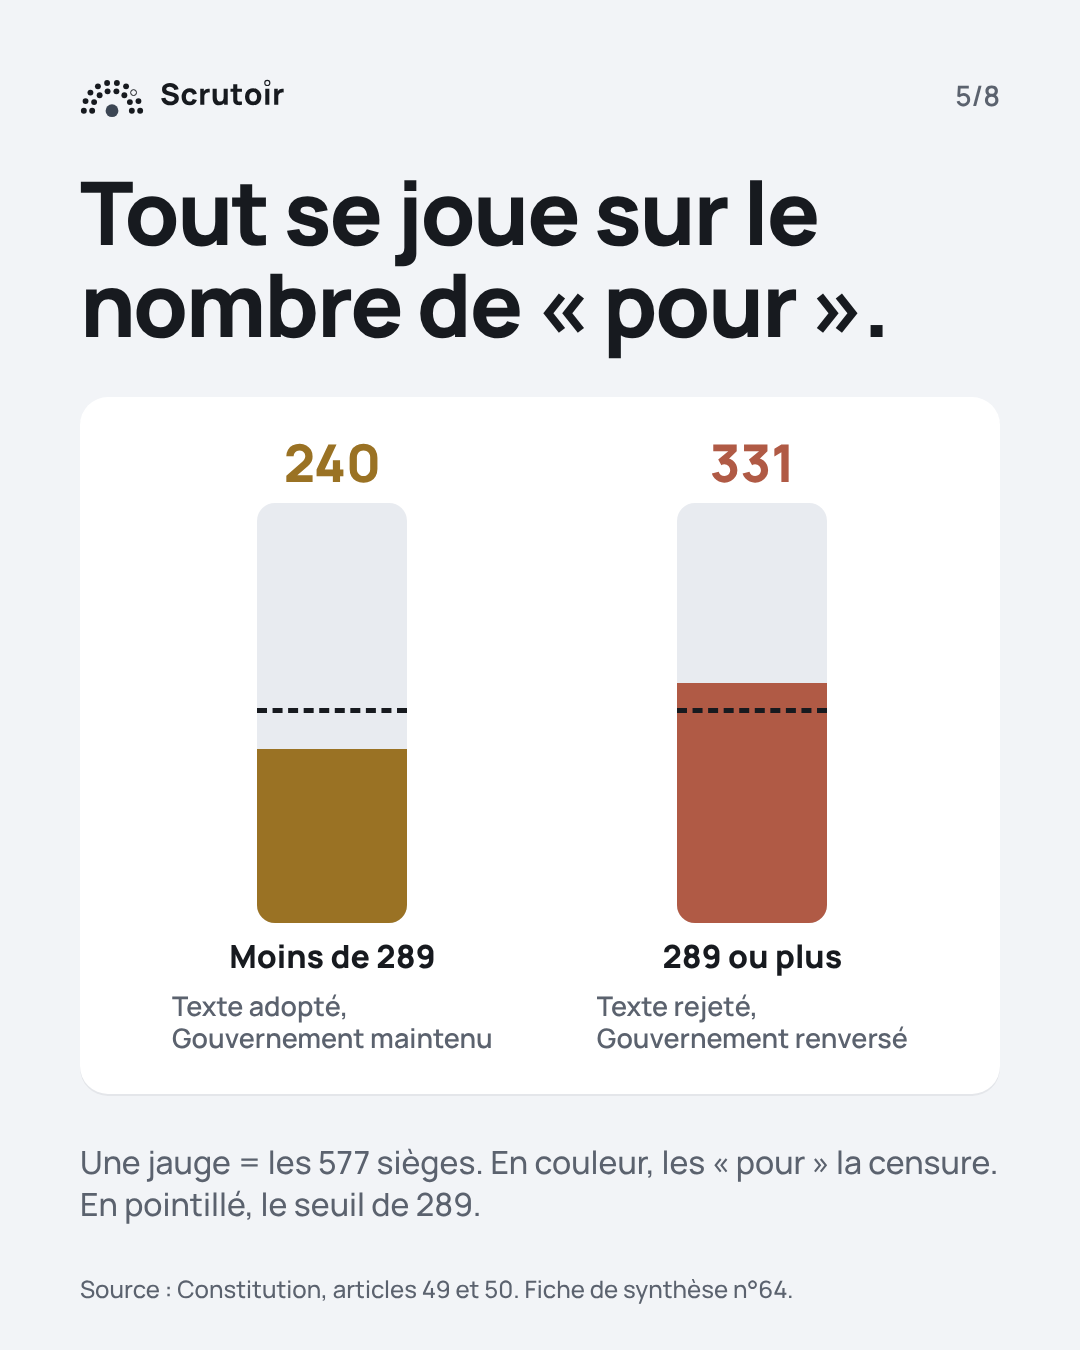 Scrutoir
5/8
Tout se joue sur le
nombre de « pour ».
240
331
Moins de 289
289 ou plus
Texte adopté,
Gouvernement maintenu
Texte rejeté,
Gouvernement renversé
Une jauge = les 577 sièges. En couleur, les « pour » la censure.
En pointillé, le seuil de 289.
Source : Constitution, articles 49 et 50. Fiche de synthèse n°64.